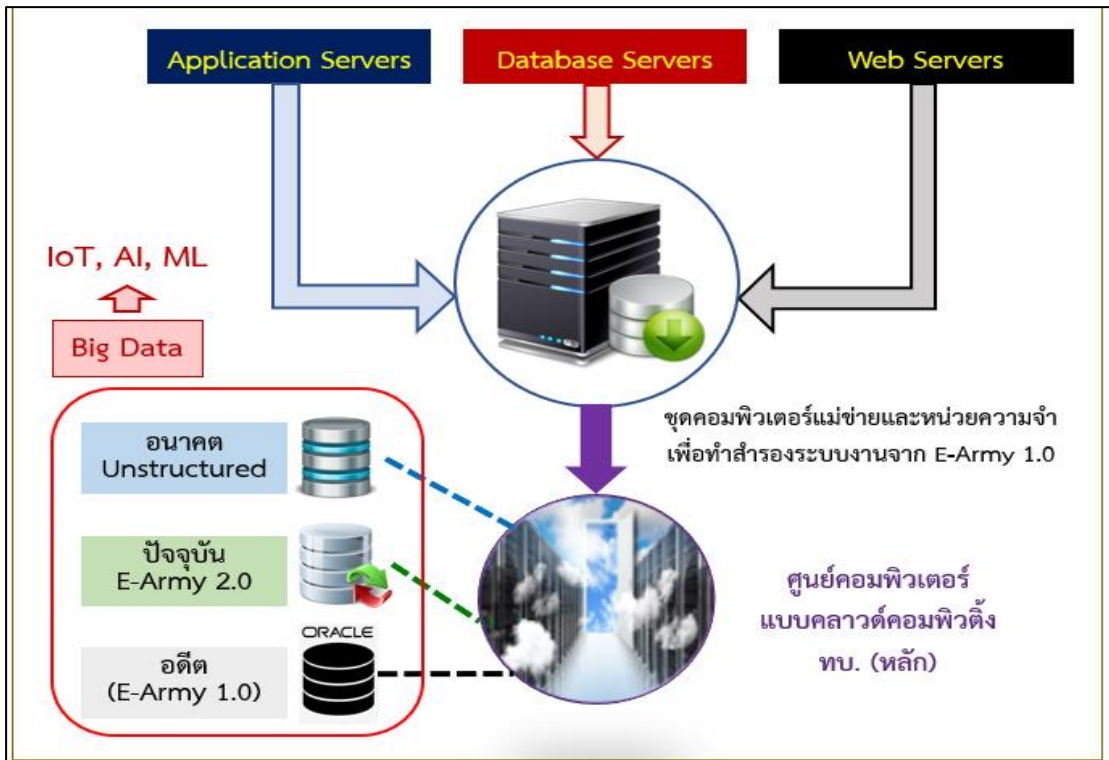 Application Servers
Database Servers
Web Servers
IoT, AI, ML
Big Data
ชุดคอมพิวเตอร์แม่ข่ายและหน่วยความจำ
เพื่อทำสำรองระบบงานจาก E-Army 1.0
อนาคต
Unstructured
ปัจจุบัน
E-Army 2.0
ORACLE
อดีต
(E-Army 1.0)
ศูนย์คอมพิวเตอร์
แบบคลาวด์คอมพิวติ้ง
ทบ. (หลัก)